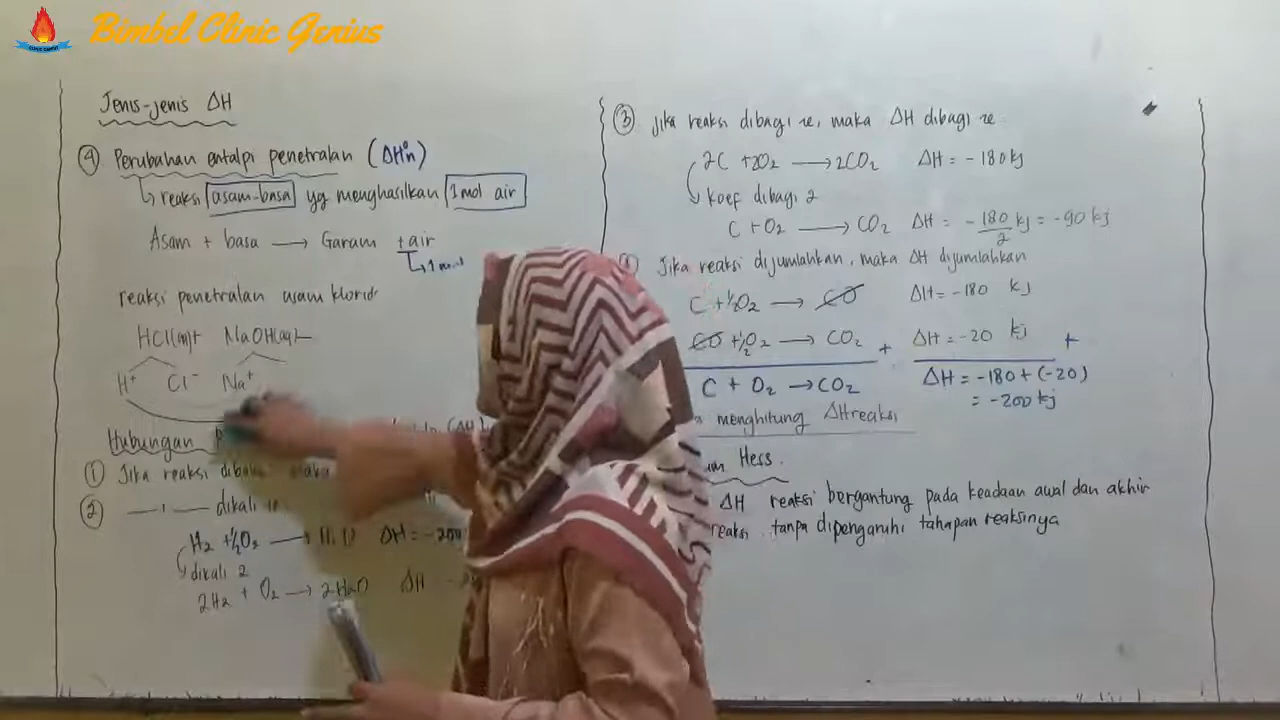 Bimbel Clinic Genius
Jenis-jenis ΔH
④ Perubahan entalpi penetralan (ΔH°n)
↳ reaksi asam-basa yg menghasilkan 1 mol air
Asam + basa → Garam + air
↳ 1 mol
reaksi penetralan asam klorid
HCl(aq) + NaOH(aq) →
H⁺ Cl⁻ Na⁺
Hubungan
① Jika reaksi maka
② —ı— dikali
H₂ + ½O₂ → ΔH = -200
dikali 2
2H₂ + O₂ → 2H₂O ΔH
③ Jika reaksi dibagi x, maka ΔH dibagi x
2C + 2O₂ → 2CO₂ ΔH = -180 kj
↳ koef dibagi 2
C + O₂ → CO₂ ΔH = -180/2 kj = -90 kj
Jika reaksi dijumlahkan, maka ΔH dijumlahkan
C + ½O₂ → CO ΔH = -180 kj
CO + ½O₂ → CO₂ + ΔH = -20 kj +
C + O₂ → CO₂ ΔH = -180 + (-20)
= -200 kj
menghitung ΔH reaksi
Hess.
ΔH reaksi bergantung pada keadaan awal dan akhir
reaksi tanpa dipengaruhi tahapan reaksinya